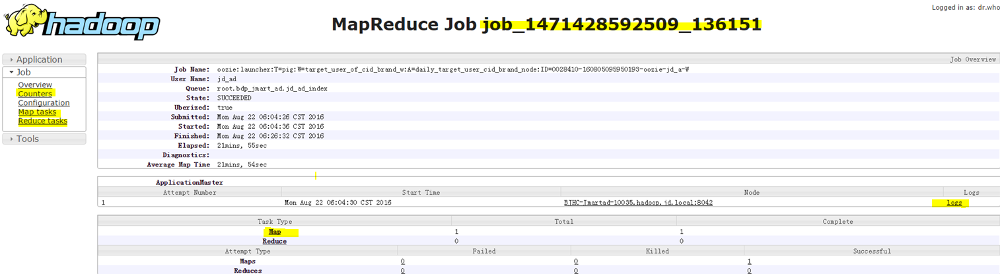 Logged in as: dr.who
hadoop
MapReduce Job job_1471428592509_136151
Application
Job
Overview
Counters
Configuration
Map tasks
Reduce tasks
Tools
Job Overview
Job Name: oozie:launcher:T=pig:W=target_user_of_cid_brand_w:A=daily_target_user_cid_brand_node:ID=0028410-160805095950193-oozie-jd_a-W
User Name: jd_ad
Queue: root.bdp_jmart_ad.jd_ad_index
State: SUCCEEDED
Uberized: true
Submitted: Mon Aug 22 06:04:26 CST 2016
Started: Mon Aug 22 06:04:36 CST 2016
Finished: Mon Aug 22 06:26:32 CST 2016
Elapsed: 21mins, 55sec
Diagnostics:
Average Map Time 21mins, 54sec
ApplicationMaster
Attempt Number Start Time Node Logs
1 Mon Aug 22 06:04:30 CST 2016 BJHC-Jmartad-10035.hadoop.jd.local:8042 logs
Task Type Total Complete
Map 1 1
Reduce 0 0
Attempt Type Failed Killed Successful
Maps 0 0 1
Reduces 0 0 0